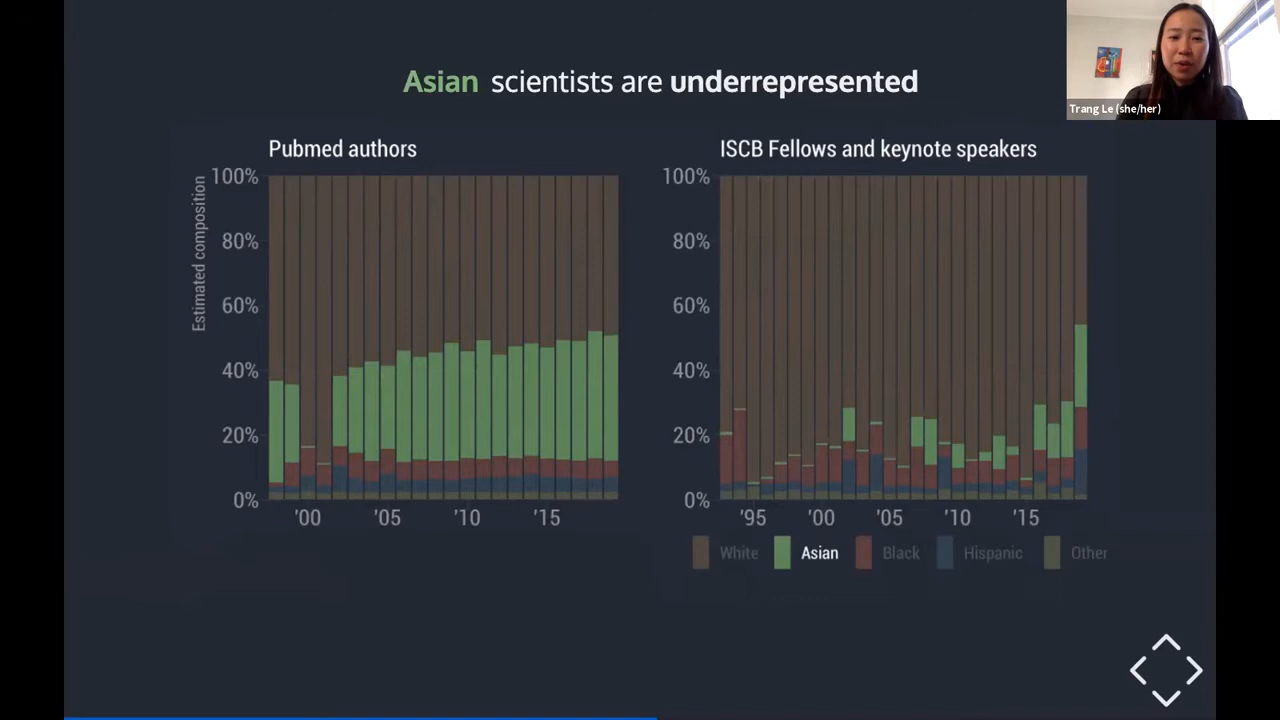 Asian scientists are underrepresented
Trang Le (she/her)
Pubmed authors
ISCB Fellows and keynote speakers
Estimated composition
100%
80%
60%
40%
20%
0%
'00 '05 '10 '15
100%
80%
60%
40%
20%
0%
'95 '00 '05 '10 '15
White Asian Black Hispanic Other